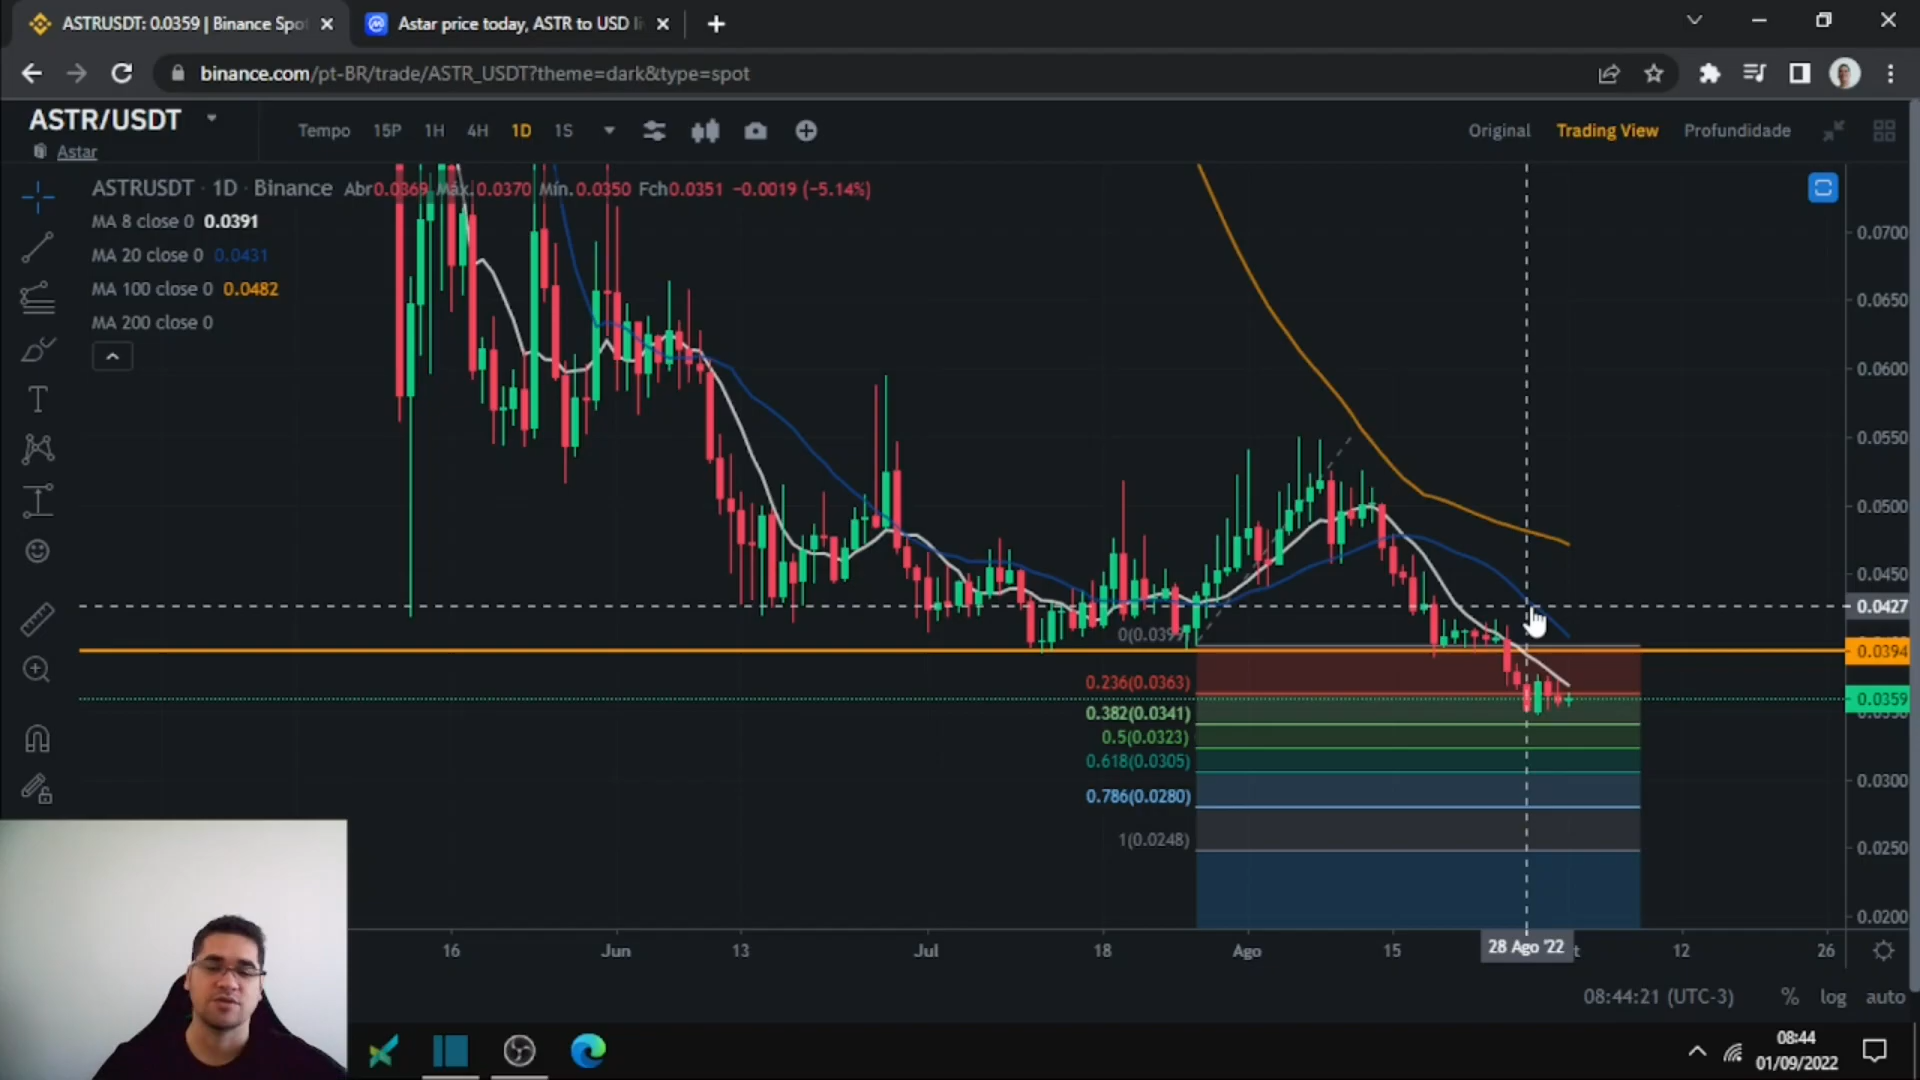 ASTRUSDT: 0.0359 | Binance Spo
Astar price today, ASTR to USD li
binance.com/pt-BR/trade/ASTR_USDT?theme=dark&type=spot
ASTR/USDT
Astar
Tempo 15P 1H 4H 1D 1S
Original Trading View Profundidade
ASTRUSDT · 1D · Binance Abr0.0369 Máx.0.0370 Mín.0.0350 Fch0.0351 −0.0019 (−5.14%)
MA 8 close 0 0.0391
MA 20 close 0 0.0431
MA 100 close 0 0.0482
MA 200 close 0
0.0700
0.0650
0.0600
0.0550
0.0500
0.0450
0.0427
0.0394
0.0359
0.0300
0.0250
0.0200
0(0.0399)
0.236(0.0363)
0.382(0.0341)
0.5(0.0323)
0.618(0.0305)
0.786(0.0280)
1(0.0248)
16 Jun 13 Jul 18 Ago 15 28 Ago '22 12 26
08:44:21 (UTC-3) % log auto
08:44
01/09/2022